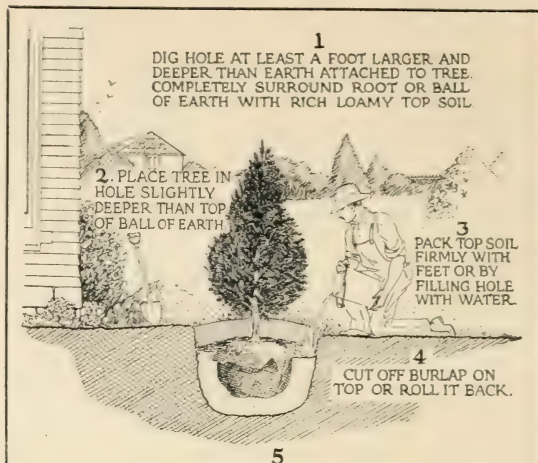 1
DIG HOLE AT LEAST A FOOT LARGER AND
DEEPER THAN EARTH ATTACHED TO TREE.
COMPLETELY SURROUND ROOT OR BALL
OF EARTH WITH RICH LOAMY TOP SOIL
2. PLACE TREE IN
HOLE SLIGHTLY
DEEPER THAN TOP
OF BALL OF EARTH
3
PACK TOP SOIL
FIRMLY WITH
FEET OR BY
FILLING HOLE
WITH WATER.
4
CUT OFF BURLAP ON
TOP OR ROLL IT BACK.
5